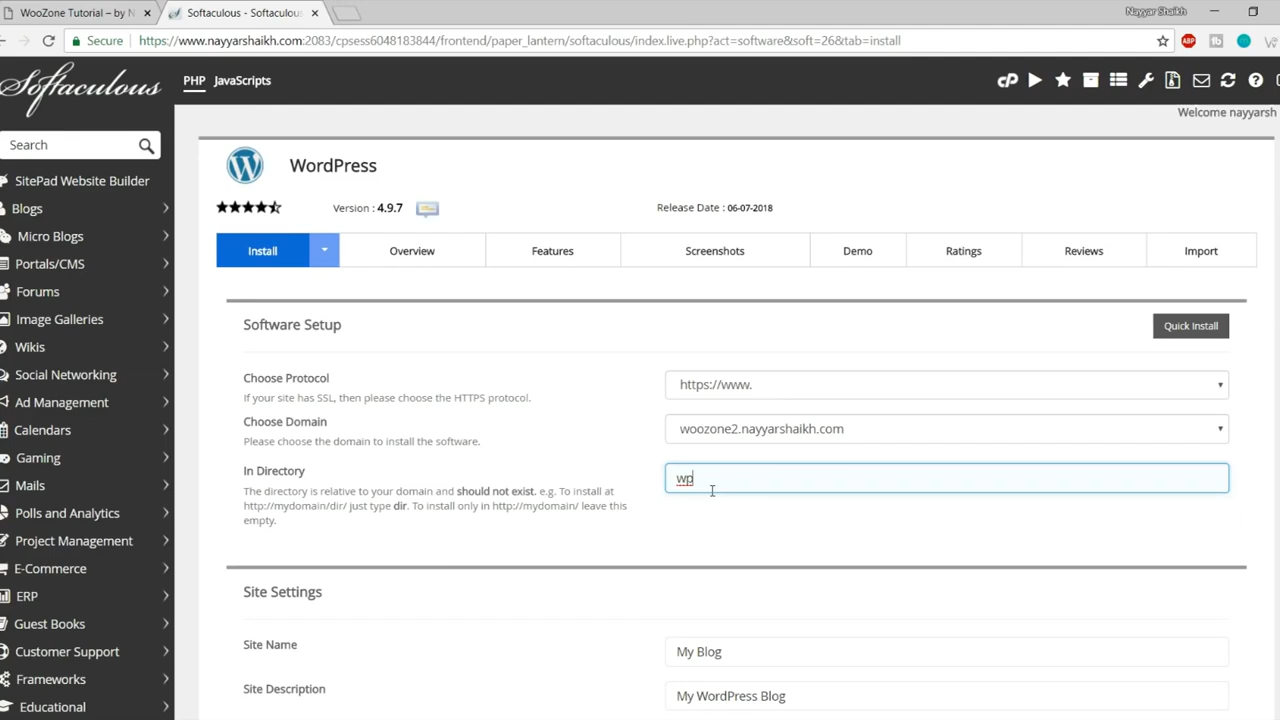 WooZone Tutorial – by N
Softaculous - Softaculous
Nayyar Shaikh
Secure
https://www.nayyarshaikh.com:2083/cpsess6048183844/frontend/paper_lantern/softaculous/index.live.php?act=software&soft=26&tab=install
ABP
Softaculous
PHP
JavaScripts
cP
Welcome nayyarsh
Search
SitePad Website Builder
Blogs
Micro Blogs
Portals/CMS
Forums
Image Galleries
Wikis
Social Networking
Ad Management
Calendars
Gaming
Mails
Polls and Analytics
Project Management
E-Commerce
ERP
Guest Books
Customer Support
Frameworks
Educational
WordPress
Version : 4.9.7
Release Date : 06-07-2018
Install
Overview
Features
Screenshots
Demo
Ratings
Reviews
Import
Software Setup
Quick Install
Choose Protocol
If your site has SSL, then please choose the HTTPS protocol.
https://www.
Choose Domain
Please choose the domain to install the software.
woozone2.nayyarshaikh.com
In Directory
The directory is relative to your domain and should not exist. e.g. To install at
http://mydomain/dir/ just type dir. To install only in http://mydomain/ leave this
empty.
wp
Site Settings
Site Name
My Blog
Site Description
My WordPress Blog